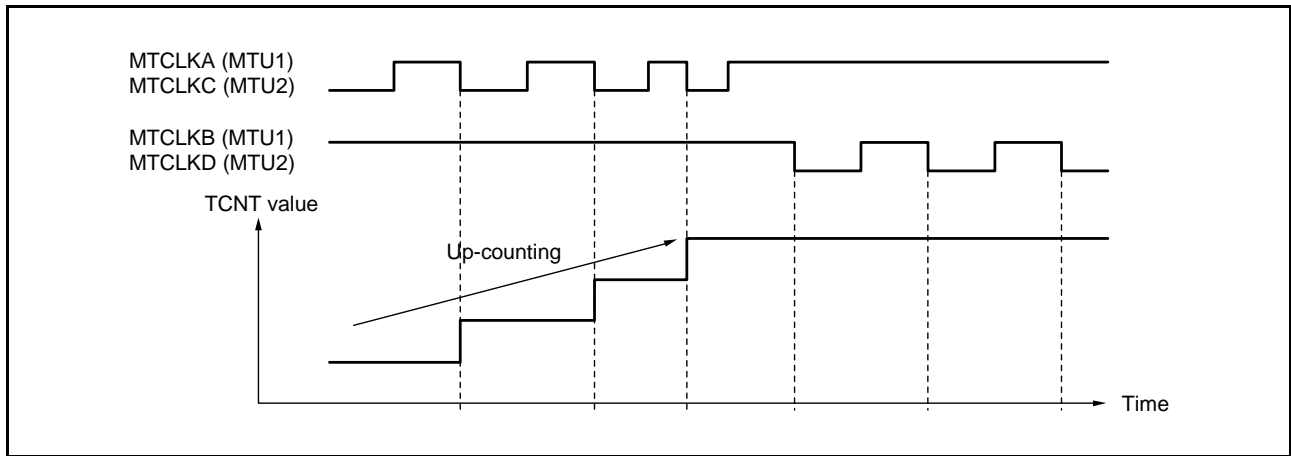 MTCLKA (MTU1)
MTCLKC (MTU2)
MTCLKB (MTU1)
MTCLKD (MTU2)
TCNT value
Up-counting
Time